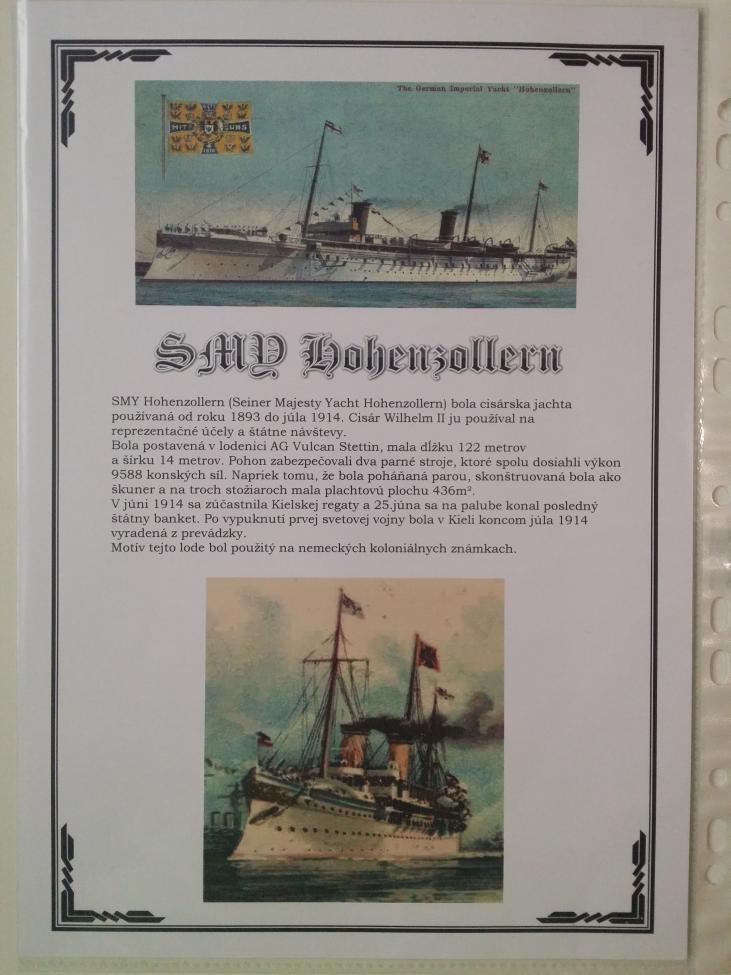 The German Imperial Yacht "Hohenzollern"
MIT UNS
1870
SMY Hohenzollern
SMY Hohenzollern (Seiner Majesty Yacht Hohenzollern) bola cisárska jachta
používaná od roku 1893 do júla 1914. Cisár Wilhelm II ju používal na
reprezentačné účely a štátne návštevy.
Bola postavená v lodenici AG Vulcan Stettin, mala dĺžku 122 metrov
a šírku 14 metrov. Pohon zabezpečovali dva parné stroje, ktoré spolu dosiahli výkon
9588 konských síl. Napriek tomu, že bola poháňaná parou, skonštruovaná bola ako
škuner a na troch stožiaroch mala plachtovú plochu 436m².
V júni 1914 sa zúčastnila Kielskej regaty a 25.júna sa na palube konal posledný
štátny banket. Po vypuknutí prvej svetovej vojny bola v Kieli koncom júla 1914
vyradená z prevádzky.
Motív tejto lode bol použitý na nemeckých koloniálnych známkach.